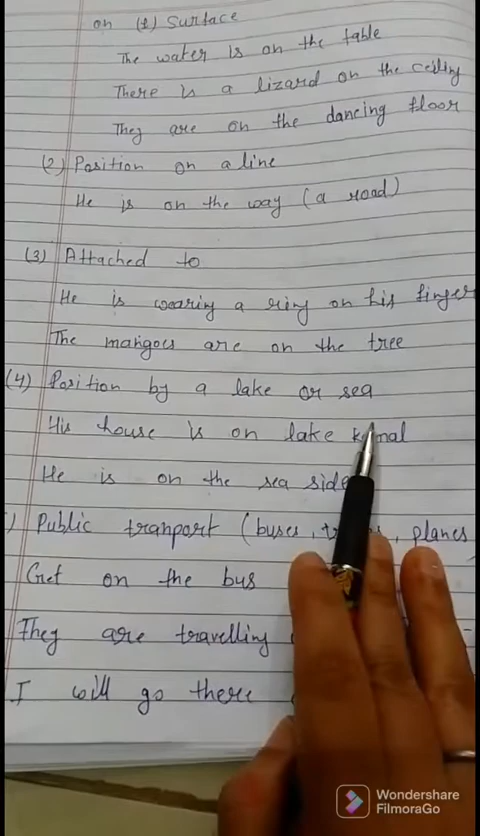 on (1) Surface
The water is on the table
There is a lizard on the ceiling
They are on the dancing floor
(2) Position on a line
He is on the way (a road)
(3) Attached to
He is wearing a ring on his finger
The mangoes are on the tree
(4) Position by a lake or sea
His house is on lake
He is on the sea side
) Public tranport (buses, , planes
Get on the bus
They are travelling
I will go there
Wondershare
FilmoraGo